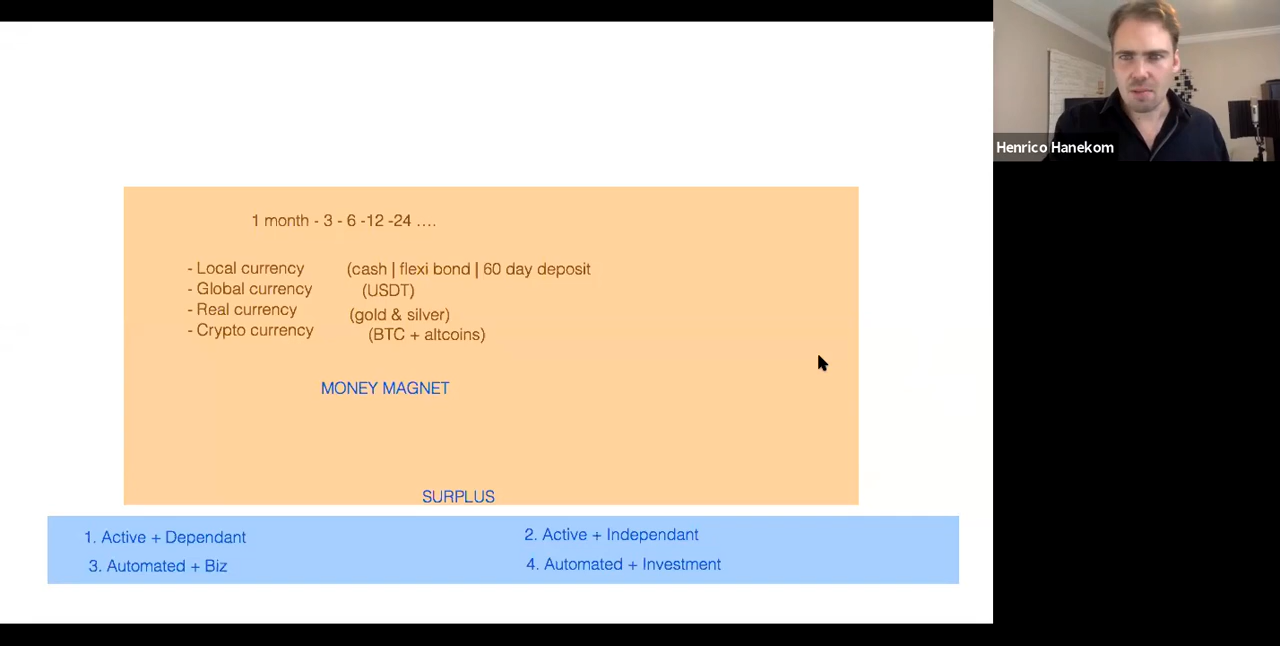 Henrico Hanekom
1 month - 3 - 6 -12 -24 ....
- Local currency (cash | flexi bond | 60 day deposit
- Global currency (USDT)
- Real currency (gold & silver)
- Crypto currency (BTC + altcoins)
MONEY MAGNET
SURPLUS
1. Active + Dependant 2. Active + Independant
3. Automated + Biz 4. Automated + Investment